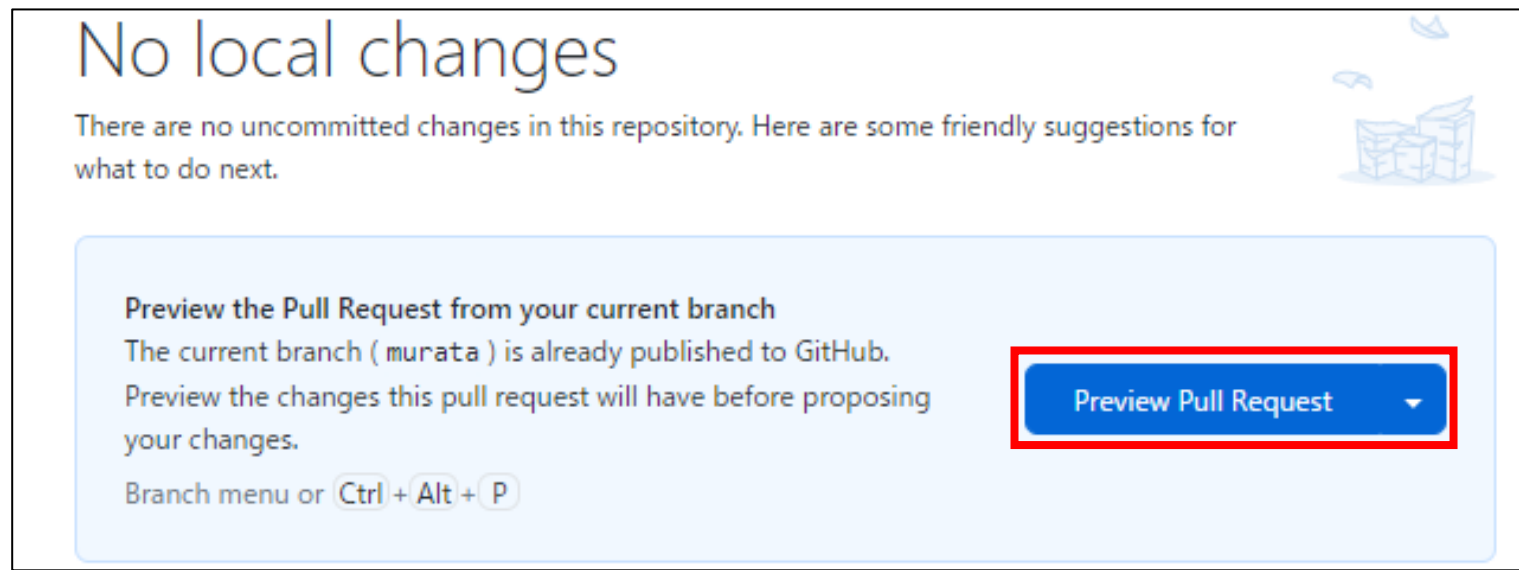 No local changes
There are no uncommitted changes in this repository. Here are some friendly suggestions for
what to do next.
Preview the Pull Request from your current branch
The current branch ( murata ) is already published to GitHub.
Preview the changes this pull request will have before proposing
your changes.
Preview Pull Request
Branch menu or Ctrl + Alt + P